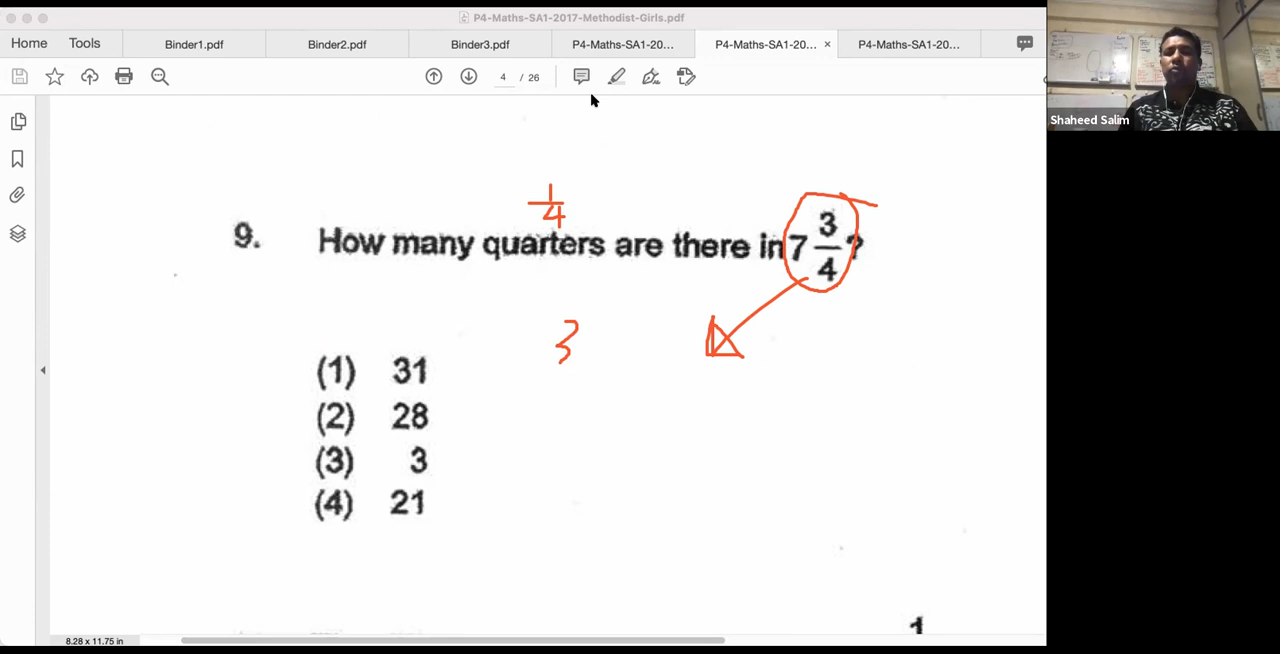 P4-Maths-SA1-2017-Methodist-Girls.pdf
Home Tools Binder1.pdf Binder2.pdf Binder3.pdf P4-Maths-SA1-20... P4-Maths-SA1-20... × P4-Maths-SA1-20...
4 / 26
Shaheed Salim
1/4
9. How many quarters are there in 7 3/4 ?
3
(1) 31
(2) 28
(3) 3
(4) 21
1
8.28 x 11.75 in